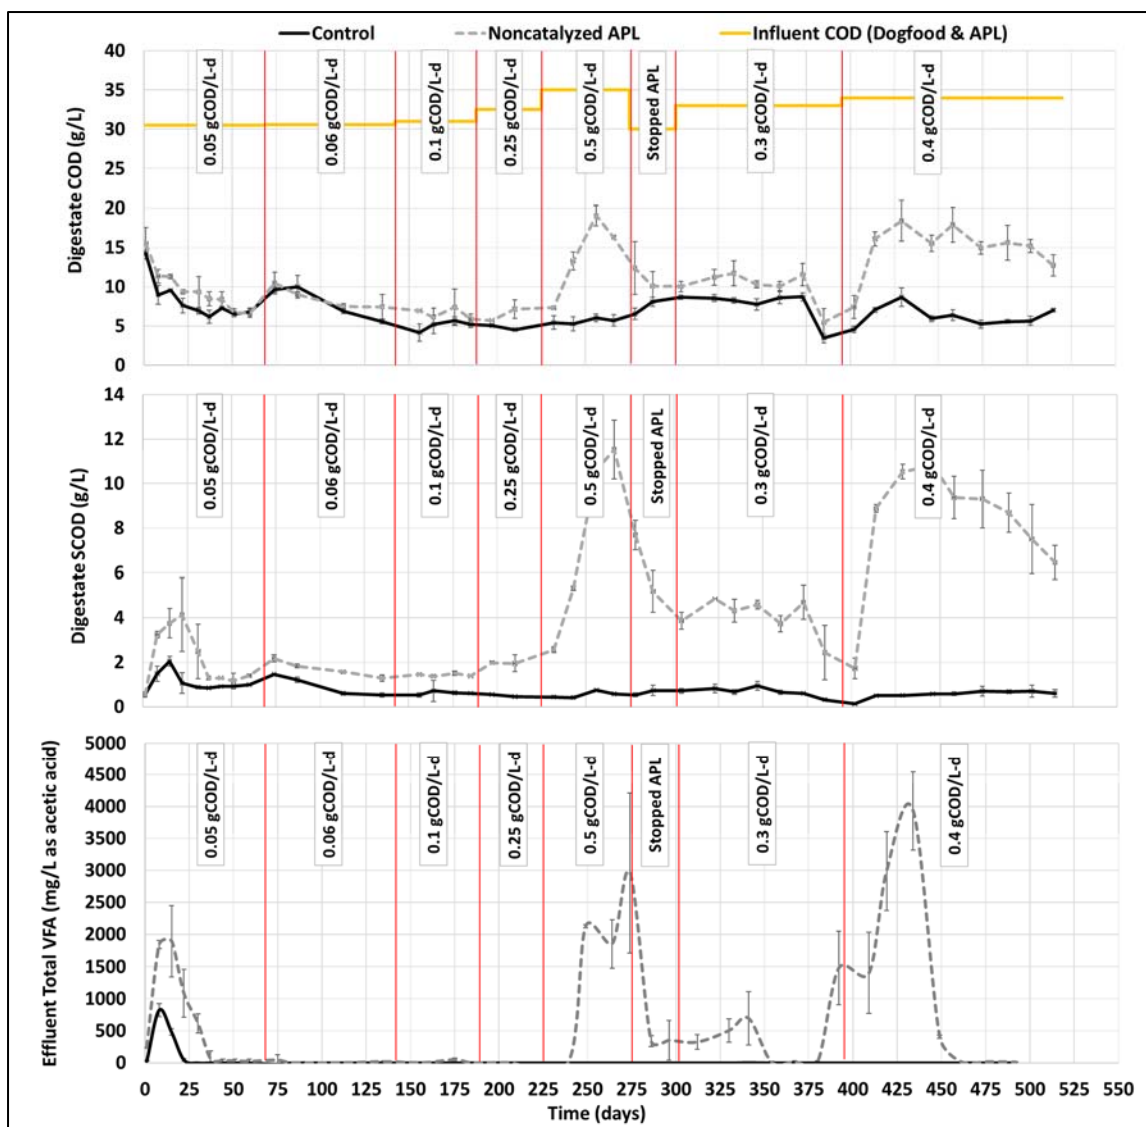 Control Noncatalyzed APL Influent COD (Dogfood & APL)
Digestate COD (g/L)
40
35
30
25
20
15
10
5
0
0.05 gCOD/L-d
0.06 gCOD/L-d
0.1 gCOD/L-d
0.25 gCOD/L-d
0.5 gCOD/L-d
Stopped APL
0.3 gCOD/L-d
0.4 gCOD/L-d
Digestate SCOD (g/L)
14
12
10
8
6
4
2
0
0.05 gCOD/L-d
0.06 gCOD/L-d
0.1 gCOD/L-d
0.25 gCOD/L-d
0.5 gCOD/L-d
Stopped APL
0.3 gCOD/L-d
0.4 gCOD/L-d
Effluent Total VFA (mg/L as acetic acid)
5000
4500
4000
3500
3000
2500
2000
1500
1000
500
0
0.05 gCOD/L-d
0.06 gCOD/L-d
0.1 gCOD/L-d
0.25 gCOD/L-d
0.5 gCOD/L-d
Stopped APL
0.3 gCOD/L-d
0.4 gCOD/L-d
0 25 50 75 100 125 150 175 200 225 250 275 300 325 350 375 400 425 450 475 500 525 550
Time (days)